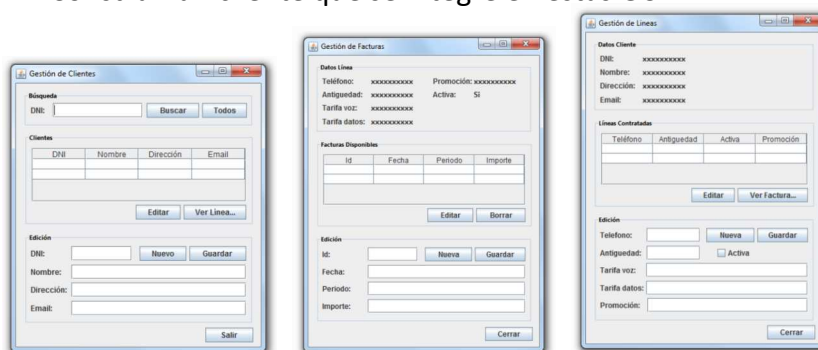 Gestión de Clientes
Búsqueda
DNI:
Buscar
Todos
Clientes
DNI Nombre Dirección Email
Editar
Ver Linea...
Edición
DNI:
Nuevo
Guardar
Nombre:
Dirección:
Email:
Salir
Gestión de Facturas
Datos Línea
Teléfono: xxxxxxxxxx Promoción: xxxxxxxxxx
Antiguedad: xxxxxxxxxx Activa: Si
Tarifa voz: xxxxxxxxxx
Tarifa datos: xxxxxxxxxx
Facturas Disponibles
Id Fecha Periodo Importe
Editar
Borrar
Edición
Id:
Nueva
Guardar
Fecha:
Periodo:
Importe:
Cerrar
Gestión de Lineas
Datos Cliente
DNI: xxxxxxxxxx
Nombre: xxxxxxxxxx
Dirección: xxxxxxxxxx
Email: xxxxxxxxxx
Líneas Contratadas
Teléfono Antiguedad Activa Promoción
Editar
Ver Factura...
Edición
Telefono:
Nueva
Guardar
Antiguedad:
Activa
Tarifa voz:
Tarifa datos:
Promoción:
Cerrar